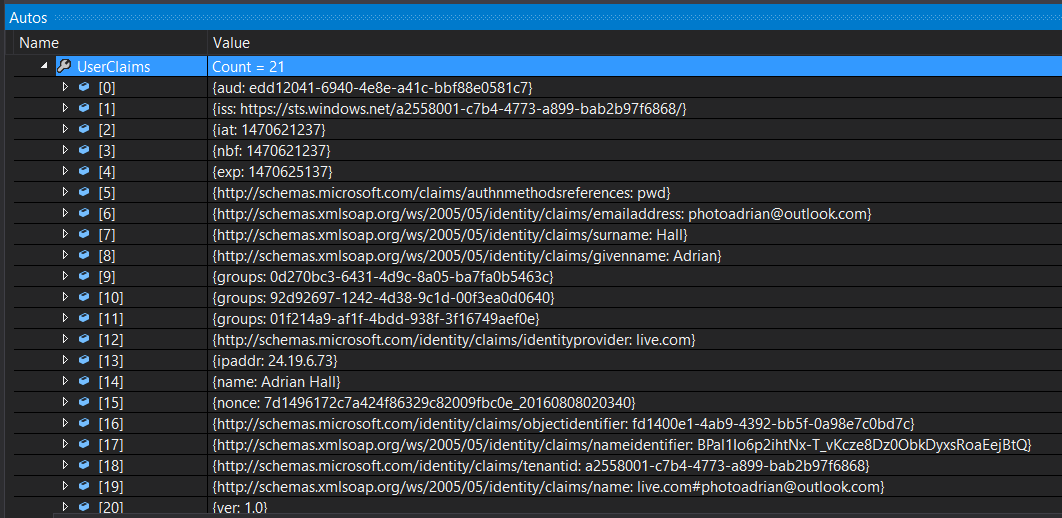 Autos
Name Value
UserClaims Count = 21
[0] {aud: edd12041-6940-4e8e-a41c-bbf88e0581c7}
[1] {iss: https://sts.windows.net/a2558001-c7b4-4773-a899-bab2b97f6868/}
[2] {iat: 1470621237}
[3] {nbf: 1470621237}
[4] {exp: 1470625137}
[5] {http://schemas.microsoft.com/claims/authnmethodsreferences: pwd}
[6] {http://schemas.xmlsoap.org/ws/2005/05/identity/claims/emailaddress: photoadrian@outlook.com}
[7] {http://schemas.xmlsoap.org/ws/2005/05/identity/claims/surname: Hall}
[8] {http://schemas.xmlsoap.org/ws/2005/05/identity/claims/givenname: Adrian}
[9] {groups: 0d270bc3-6431-4d9c-8a05-ba7fa0b5463c}
[10] {groups: 92d92697-1242-4d38-9c1d-00f3ea0d0640}
[11] {groups: 01f214a9-af1f-4bdd-938f-3f16749aef0e}
[12] {http://schemas.microsoft.com/identity/claims/identityprovider: live.com}
[13] {ipaddr: 24.19.6.73}
[14] {name: Adrian Hall}
[15] {nonce: 7d1496172c7a424f86329c82009fbc0e_20160808020340}
[16] {http://schemas.microsoft.com/identity/claims/objectidentifier: fd1400e1-4ab9-4392-bb5f-0a98e7c0bd7c}
[17] {http://schemas.xmlsoap.org/ws/2005/05/identity/claims/nameidentifier: BPal1Io6p2ihtNx-T_vKcze8Dz0ObkDyxsRoaEejBtQ}
[18] {http://schemas.microsoft.com/identity/claims/tenantid: a2558001-c7b4-4773-a899-bab2b97f6868}
[19] {http://schemas.xmlsoap.org/ws/2005/05/identity/claims/name: live.com#photoadrian@outlook.com}
[20] {ver: 1.0}